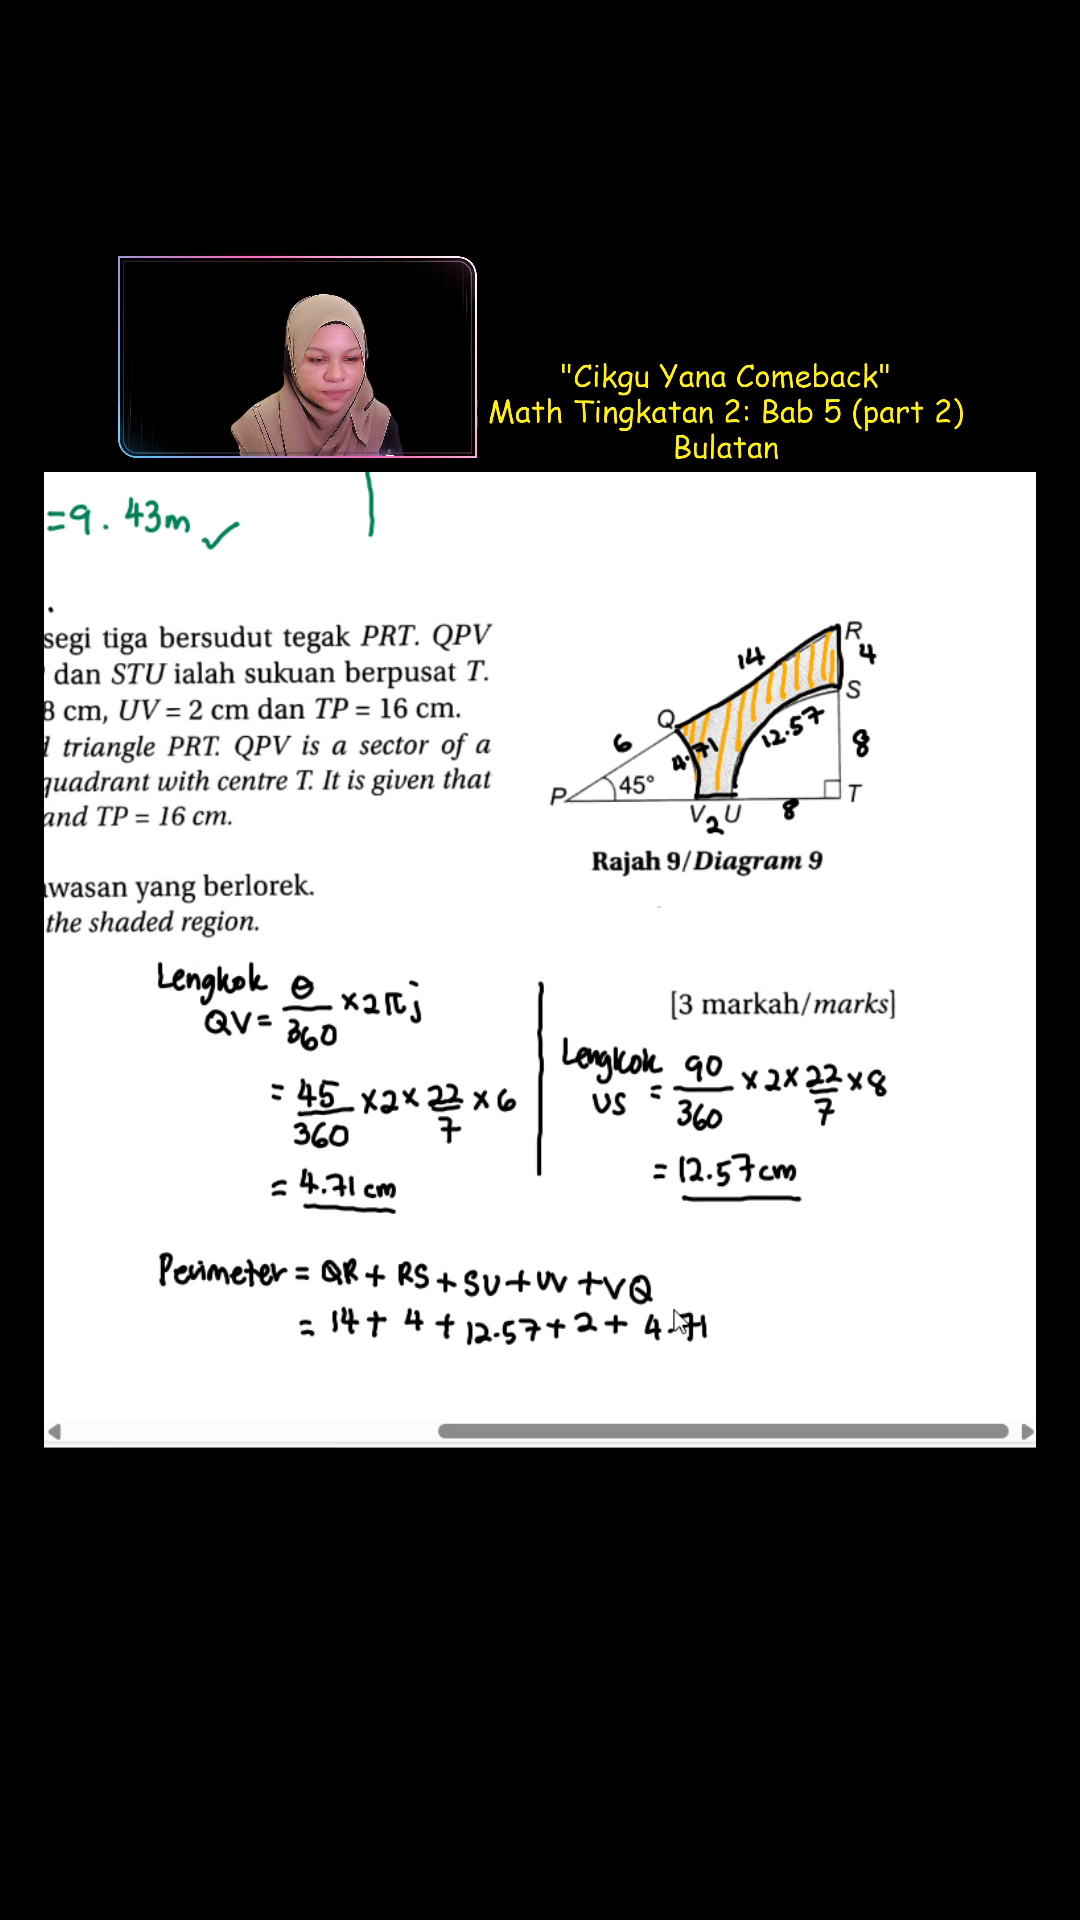 "Cikgu Yana Comeback"
Math Tingkatan 2: Bab 5 (part 2)
Bulatan
=9.43m ✓
segi tiga bersudut tegak PRT. QPV
dan STU ialah sukuan berpusat T.
8 cm, UV = 2 cm dan TP = 16 cm.
triangle PRT. QPV is a sector of a
quadrant with centre T. It is given that
and TP = 16 cm.
R
14
4
S
Q
12.57
6
4.71
8
45°
P
T
V
2
U
8
Rajah 9/Diagram 9
awasan yang berlorek.
the shaded region.
[3 markah/marks]
Lengkok QV = θ/360 × 2πj
= 45/360 × 2 × 22/7 × 6
= 4.71 cm
Lengkok US = 90/360 × 2 × 22/7 × 8
= 12.57 cm
Perimeter = QR + RS + SU + UV + VQ
= 14 + 4 + 12.57 + 2 + 4.71